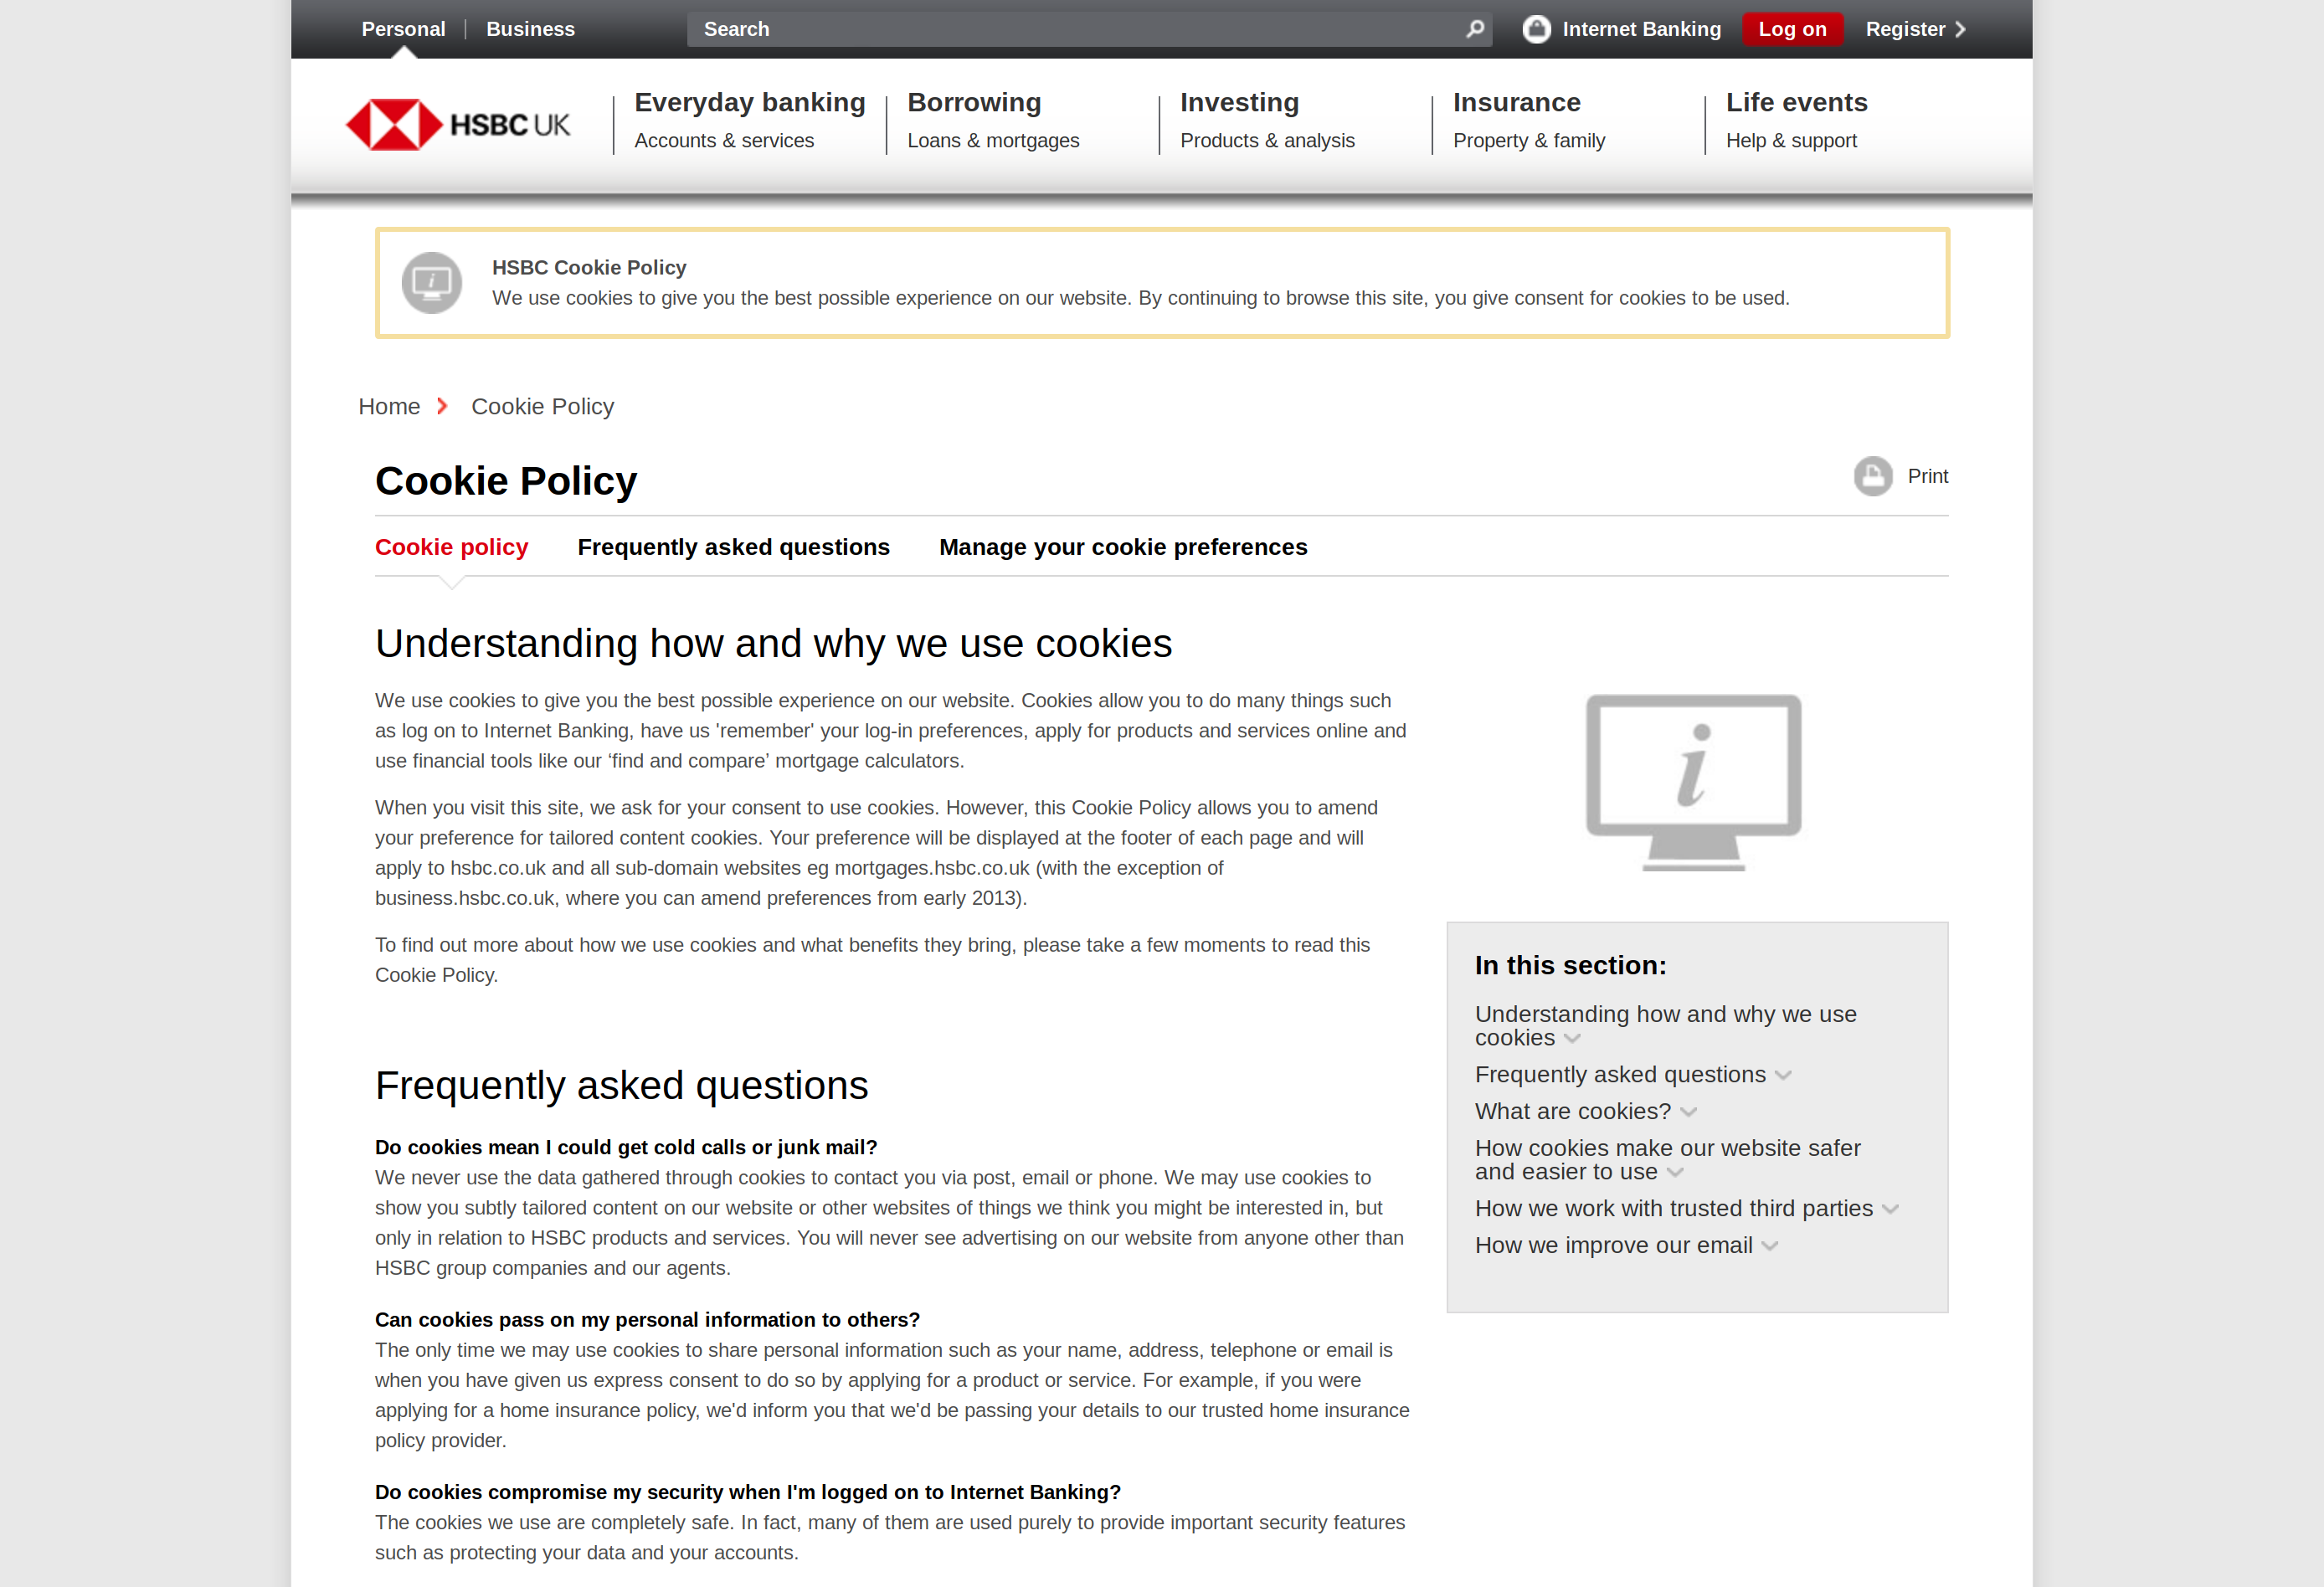 Personal
Business
Search
Internet Banking
Log on
Register
HSBC UK
Everyday banking
Accounts & services
Borrowing
Loans & mortgages
Investing
Products & analysis
Insurance
Property & family
Life events
Help & support
HSBC Cookie Policy
We use cookies to give you the best possible experience on our website. By continuing to browse this site, you give consent for cookies to be used.
Home
Cookie Policy
Cookie Policy
Print
Cookie policy
Frequently asked questions
Manage your cookie preferences
Understanding how and why we use cookies
We use cookies to give you the best possible experience on our website. Cookies allow you to do many things such
as log on to Internet Banking, have us 'remember' your log-in preferences, apply for products and services online and
use financial tools like our ‘find and compare’ mortgage calculators.
When you visit this site, we ask for your consent to use cookies. However, this Cookie Policy allows you to amend
your preference for tailored content cookies. Your preference will be displayed at the footer of each page and will
apply to hsbc.co.uk and all sub-domain websites eg mortgages.hsbc.co.uk (with the exception of
business.hsbc.co.uk, where you can amend preferences from early 2013).
To find out more about how we use cookies and what benefits they bring, please take a few moments to read this
Cookie Policy.
Frequently asked questions
Do cookies mean I could get cold calls or junk mail?
We never use the data gathered through cookies to contact you via post, email or phone. We may use cookies to
show you subtly tailored content on our website or other websites of things we think you might be interested in, but
only in relation to HSBC products and services. You will never see advertising on our website from anyone other than
HSBC group companies and our agents.
Can cookies pass on my personal information to others?
The only time we may use cookies to share personal information such as your name, address, telephone or email is
when you have given us express consent to do so by applying for a product or service. For example, if you were
applying for a home insurance policy, we'd inform you that we'd be passing your details to our trusted home insurance
policy provider.
Do cookies compromise my security when I'm logged on to Internet Banking?
The cookies we use are completely safe. In fact, many of them are used purely to provide important security features
such as protecting your data and your accounts.
In this section:
Understanding how and why we use
cookies
Frequently asked questions
What are cookies?
How cookies make our website safer
and easier to use
How we work with trusted third parties
How we improve our email